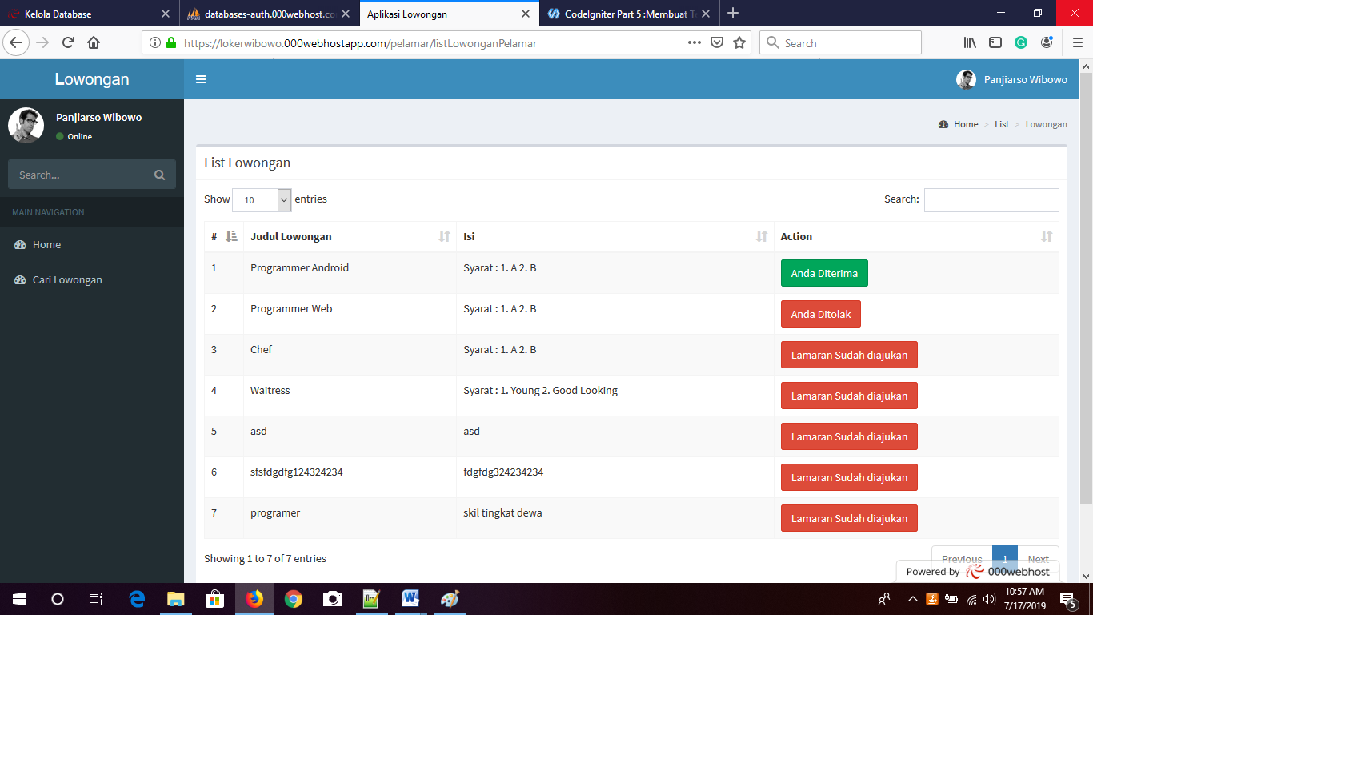 Kelola Database
databases-auth.000webhost.co
Aplikasi Lowongan
CodeIgniter Part 5 : Membuat Te
https://lokerwibowo.000webhostapp.com/pelamar/listLowonganPelamar
Search
Lowongan
Panjiarso Wibowo
Panjiarso Wibowo
Online
Home > List > Lowongan
Search...
MAIN NAVIGATION
Home
Cari Lowongan
List Lowongan
Show 10 entries
Search:
# Judul Lowongan Isi Action
1 Programmer Android Syarat : 1. A 2. B Anda Diterima
2 Programmer Web Syarat : 1. A 2. B Anda Ditolak
3 Chef Syarat : 1. A 2. B Lamaran Sudah diajukan
4 Waitress Syarat : 1. Young 2. Good Looking Lamaran Sudah diajukan
5 asd asd Lamaran Sudah diajukan
6 sfsfdgdfg124324234 fdgfdg324234234 Lamaran Sudah diajukan
7 programer skil tingkat dewa Lamaran Sudah diajukan
Showing 1 to 7 of 7 entries
Previous 1 Next
Powered by 000webhost
10:57 AM
7/17/2019
5